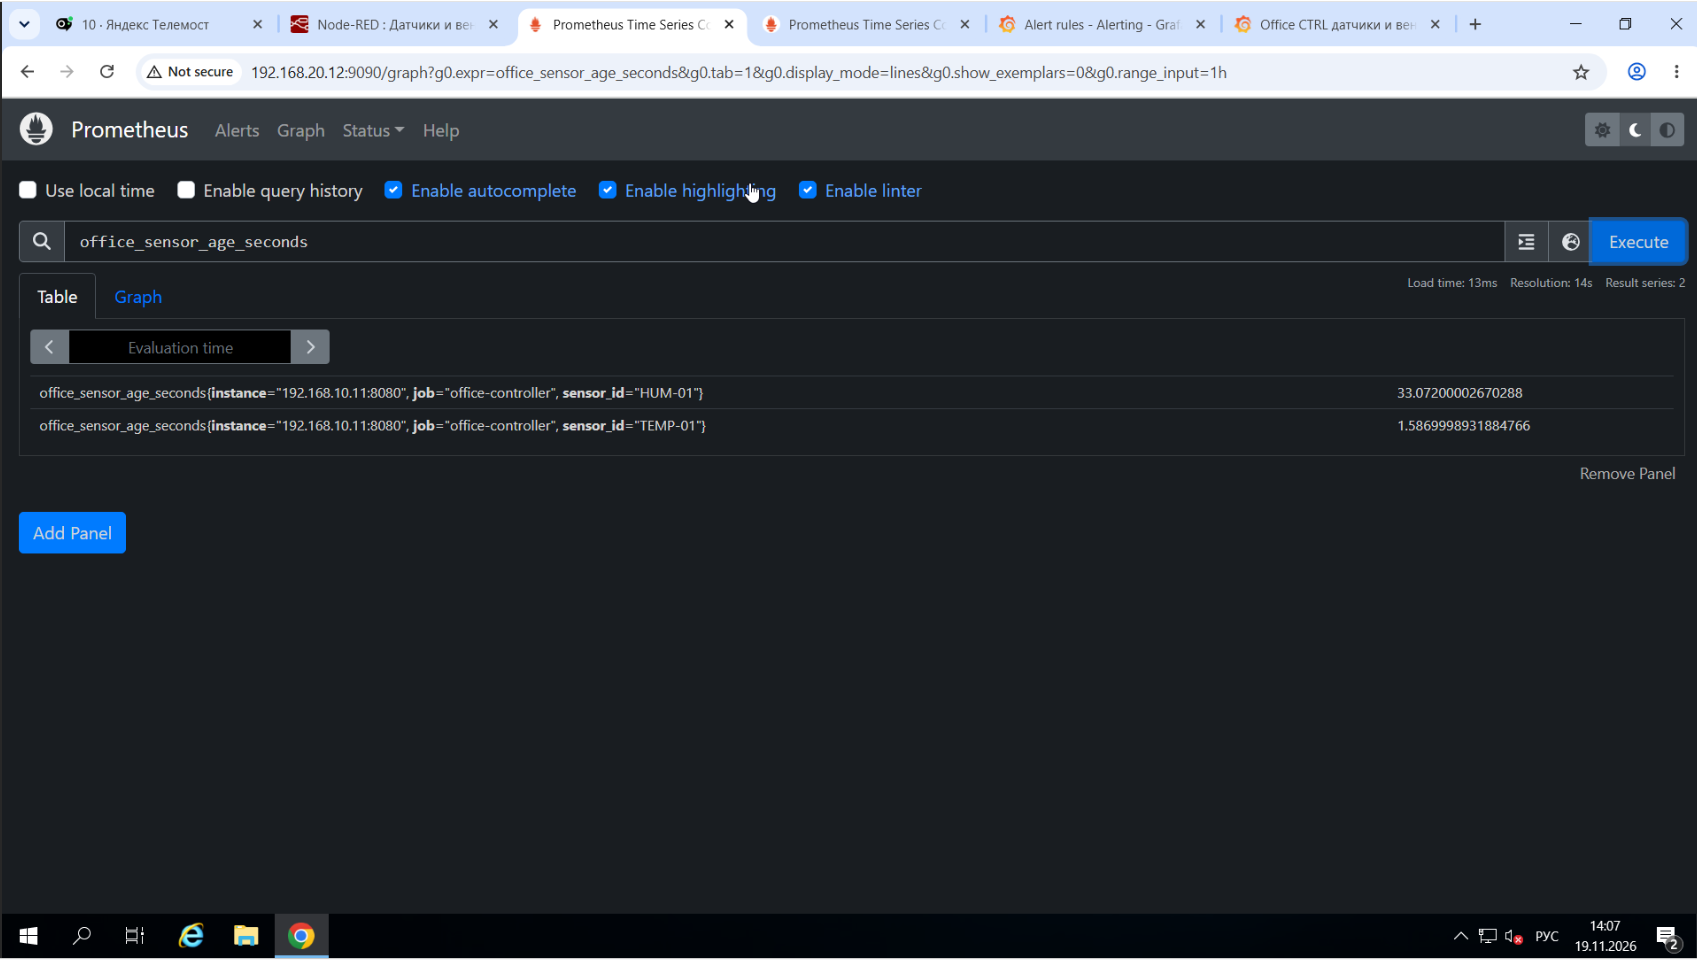 10 · Яндекс Телемост
Node-RED : Датчики и вен
Prometheus Time Series Co
Prometheus Time Series Co
Alert rules - Alerting - Graf
Office CTRL датчики и вен
Not secure
192.168.20.12:9090/graph?g0.expr=office_sensor_age_seconds&g0.tab=1&g0.display_mode=lines&g0.show_exemplars=0&g0.range_input=1h
Prometheus
Alerts
Graph
Status
Help
Use local time
Enable query history
Enable autocomplete
Enable highlighting
Enable linter
office_sensor_age_seconds
Execute
Table
Graph
Load time: 13ms
Resolution: 14s
Result series: 2
Evaluation time
office_sensor_age_seconds{instance="192.168.10.11:8080", job="office-controller", sensor_id="HUM-01"}
33.07200002670288
office_sensor_age_seconds{instance="192.168.10.11:8080", job="office-controller", sensor_id="TEMP-01"}
1.5869998931884766
Remove Panel
Add Panel
РУС
14:07
19.11.2026
2